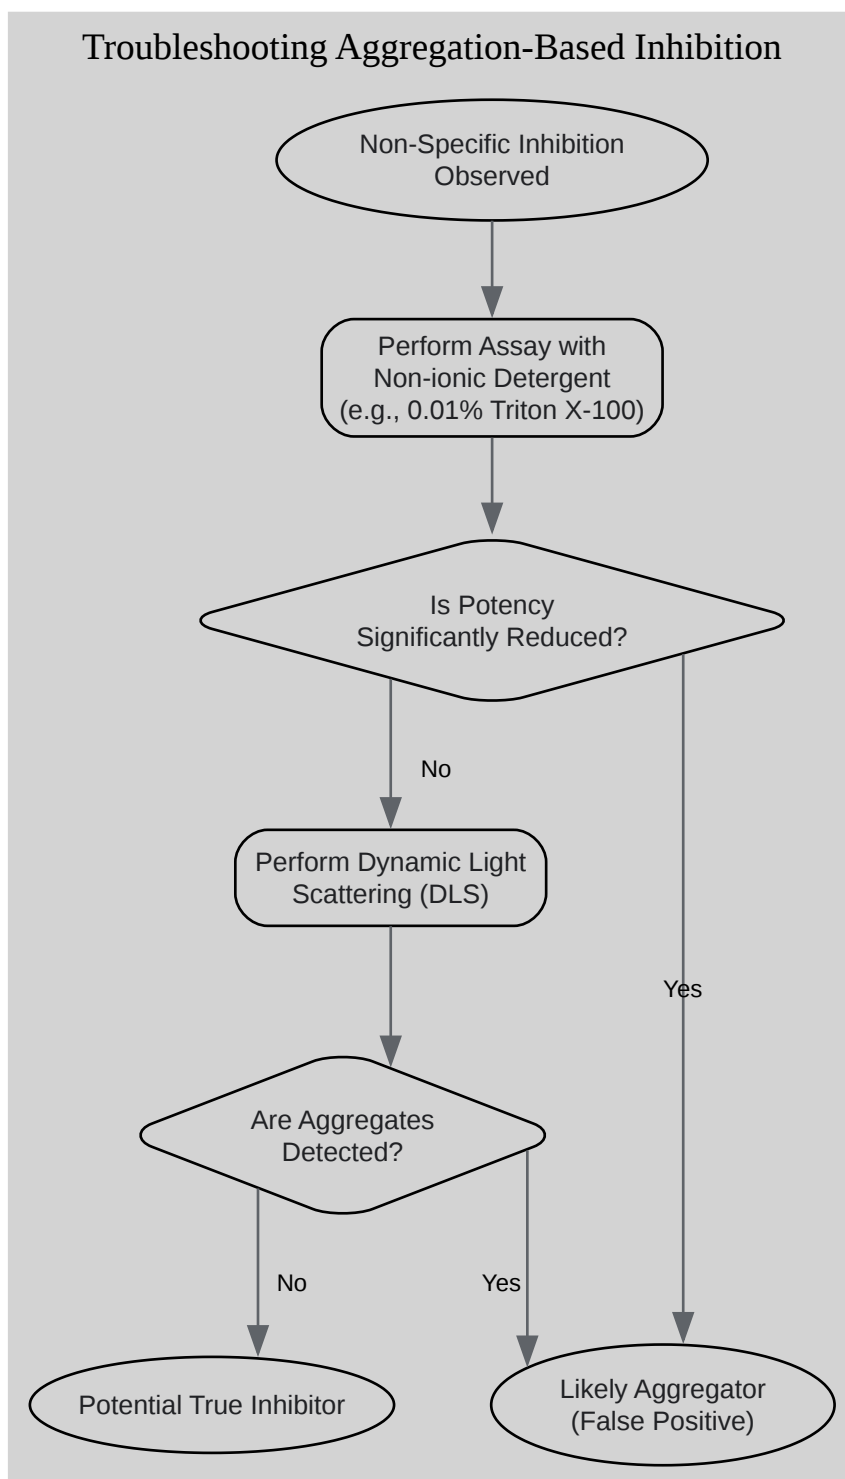 Troubleshooting Aggregation-Based Inhibition
Non-Specific Inhibition
Observed
Perform Assay with
Non-ionic Detergent
(e.g., 0.01% Triton X-100)
Is Potency
Significantly Reduced?
No
Perform Dynamic Light
Scattering (DLS)
Yes
Are Aggregates
Detected?
No
Yes
Potential True Inhibitor
Likely Aggregator
(False Positive)